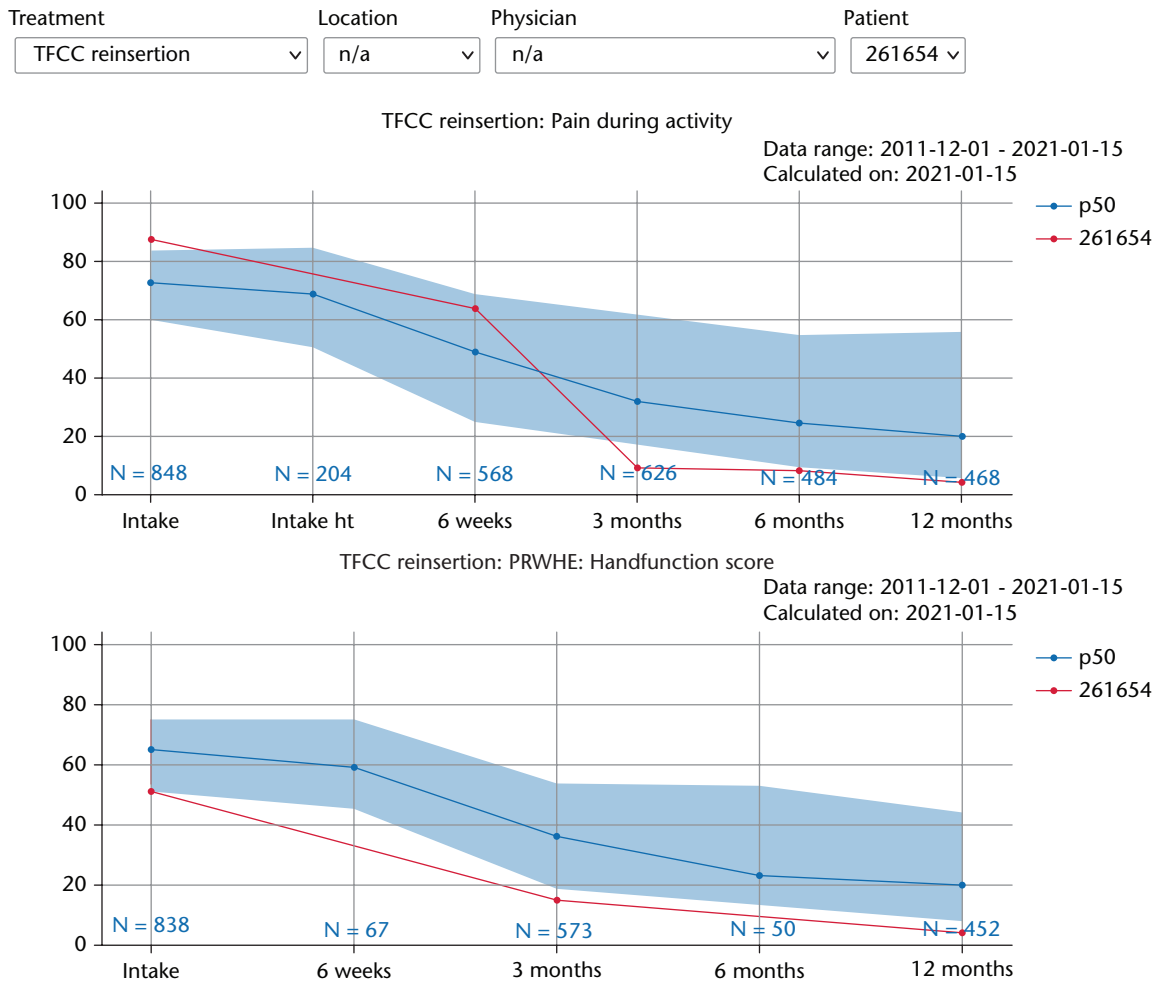 Treatment Location Physician Patient
TFCC reinsertion n/a n/a 261654
TFCC reinsertion: Pain during activity
Data range: 2011-12-01 - 2021-01-15
Calculated on: 2021-01-15
p50
261654
100
80
60
40
20
0
N = 848 N = 204 N = 568 N = 626 N = 484 N = 468
Intake Intake ht 6 weeks 3 months 6 months 12 months
TFCC reinsertion: PRWHE: Handfunction score
Data range: 2011-12-01 - 2021-01-15
Calculated on: 2021-01-15
p50
261654
100
80
60
40
20
0
N = 838 N = 67 N = 573 N = 50 N = 452
Intake 6 weeks 3 months 6 months 12 months